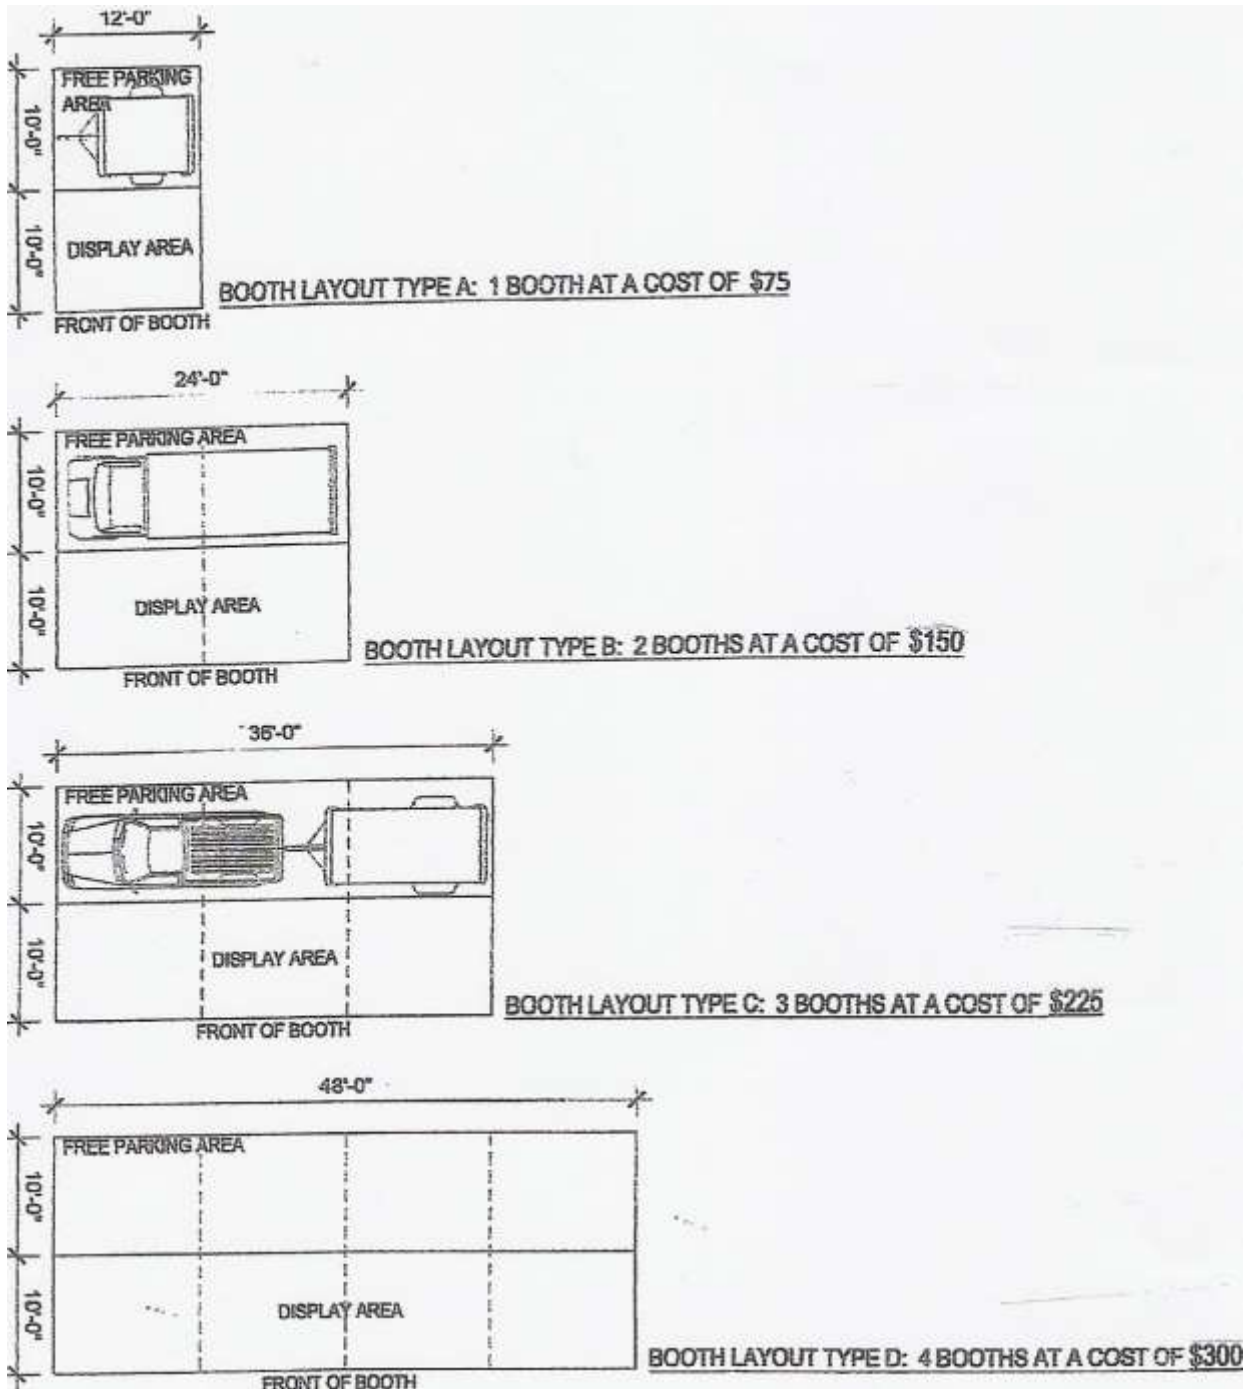 12'-0"
FREE PARKING
AREA
10'-0"
10'-0"
DISPLAY AREA
BOOTH LAYOUT TYPE A: 1 BOOTH AT A COST OF $75
FRONT OF BOOTH
24'-0"
FREE PARKING AREA
10'-0"
10'-0"
DISPLAY AREA
BOOTH LAYOUT TYPE B: 2 BOOTHS AT A COST OF $150
FRONT OF BOOTH
36'-0"
FREE PARKING AREA
10'-0"
10'-0"
DISPLAY AREA
BOOTH LAYOUT TYPE C: 3 BOOTHS AT A COST OF $225
FRONT OF BOOTH
48'-0"
FREE PARKING AREA
10'-0"
10'-0"
DISPLAY AREA
BOOTH LAYOUT TYPE D: 4 BOOTHS AT A COST OF $300
FRONT OF BOOTH